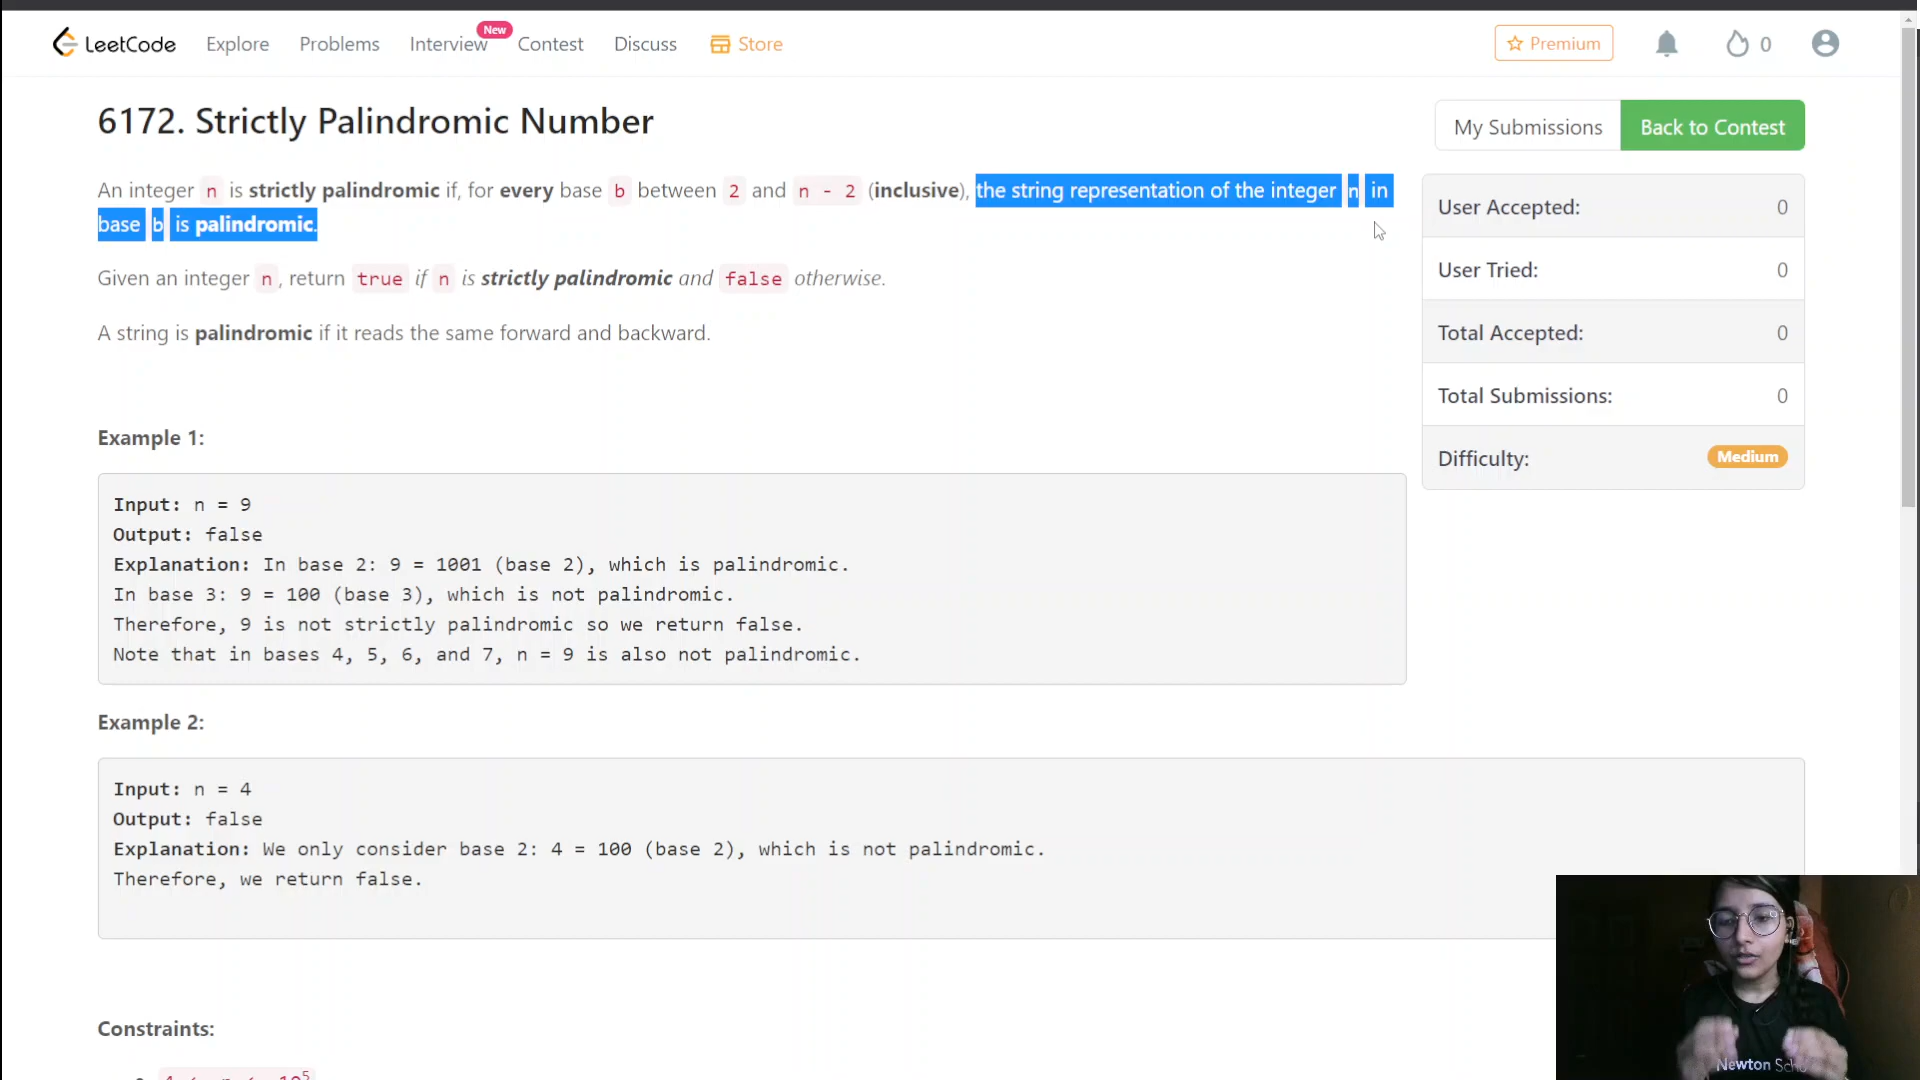 LeetCode Explore Problems Interview New Contest Discuss Store Premium 0
6172. Strictly Palindromic Number
My Submissions Back to Contest
An integer n is strictly palindromic if, for every base b between 2 and n - 2 (inclusive), the string representation of the integer n in
base b is palindromic.
Given an integer n, return true if n is strictly palindromic and false otherwise.
A string is palindromic if it reads the same forward and backward.
User Accepted: 0
User Tried: 0
Total Accepted: 0
Total Submissions: 0
Difficulty: Medium
Example 1:
Input: n = 9
Output: false
Explanation: In base 2: 9 = 1001 (base 2), which is palindromic.
In base 3: 9 = 100 (base 3), which is not palindromic.
Therefore, 9 is not strictly palindromic so we return false.
Note that in bases 4, 5, 6, and 7, n = 9 is also not palindromic.
Example 2:
Input: n = 4
Output: false
Explanation: We only consider base 2: 4 = 100 (base 2), which is not palindromic.
Therefore, we return false.
Constraints:
Newton